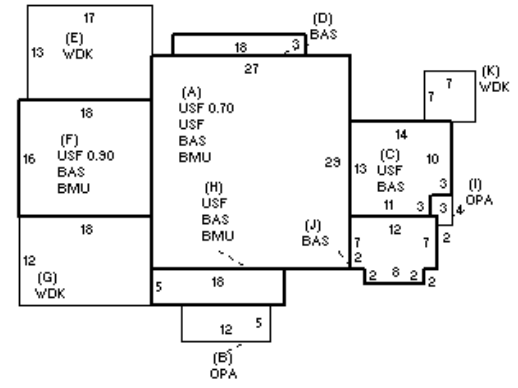 17
(E)
WDK
13
(D)
BAS
18
3
27
(A)
USF 0.70
USF
BAS
BMU
29
(K)
WDK
7
7
18
(F)
USF 0.90
BAS
BMU
16
14
(C)
USF
BAS
13
10
3
11
3
(I)
OPA
3
4
2
(H)
USF
BAS
BMU
(J)
BAS
12
7
7
2
2
8
2
2
18
12
(G)
WDK
5
18
12
5
(B)
OPA